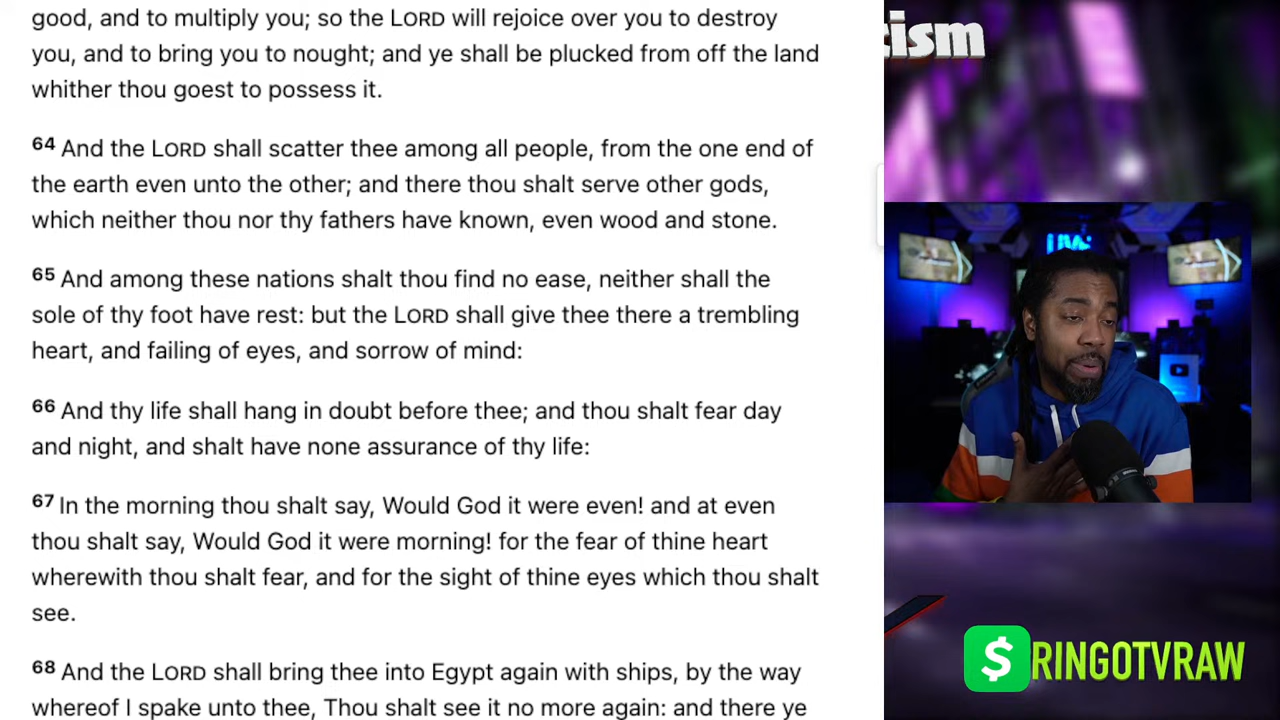 good, and to multiply you; so the LORD will rejoice over you to destroy
you, and to bring you to nought; and ye shall be plucked from off the land
whither thou goest to possess it.
64 And the LORD shall scatter thee among all people, from the one end of
the earth even unto the other; and there thou shalt serve other gods,
which neither thou nor thy fathers have known, even wood and stone.
65 And among these nations shalt thou find no ease, neither shall the
sole of thy foot have rest: but the LORD shall give thee there a trembling
heart, and failing of eyes, and sorrow of mind:
66 And thy life shall hang in doubt before thee; and thou shalt fear day
and night, and shalt have none assurance of thy life:
67 In the morning thou shalt say, Would God it were even! and at even
thou shalt say, Would God it were morning! for the fear of thine heart
wherewith thou shalt fear, and for the sight of thine eyes which thou shalt
see.
68 And the LORD shall bring thee into Egypt again with ships, by the way
whereof I spake unto thee, Thou shalt see it no more again: and there ye
tism
LIVE
$RINGOTVRAW